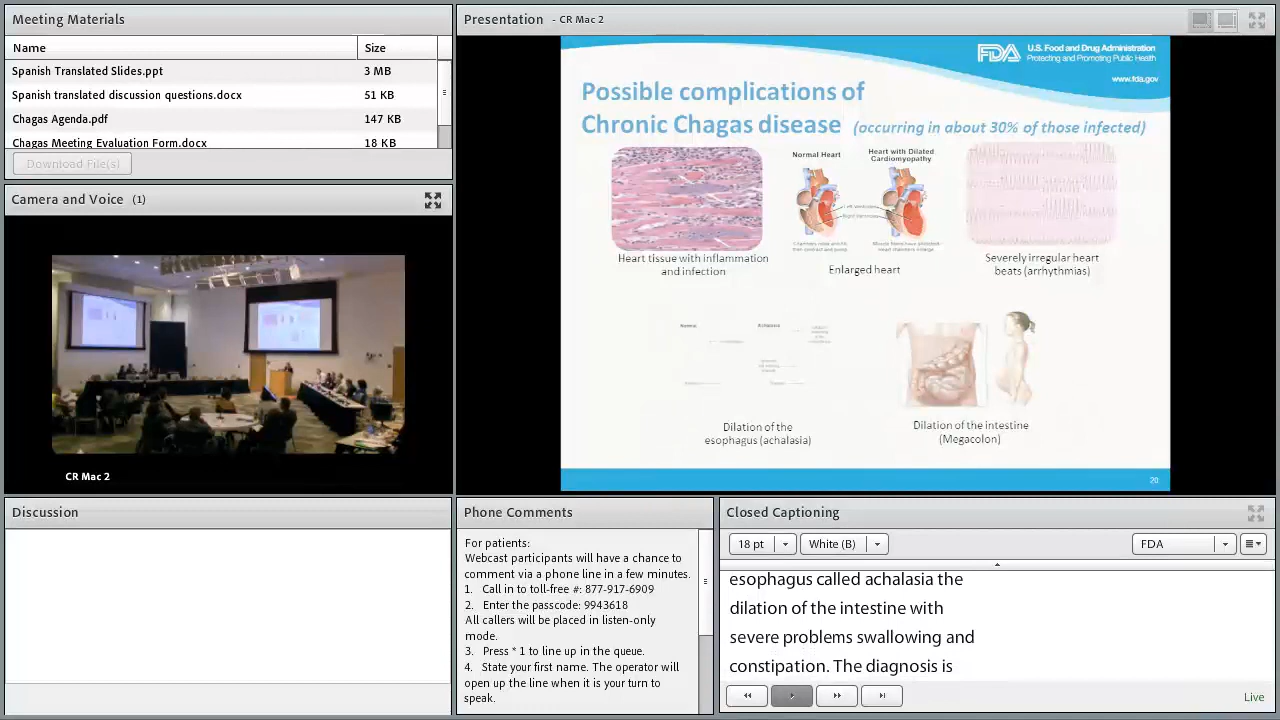 Meeting Materials
Name
Size
Spanish Translated Slides.ppt
3 MB
Spanish translated discussion questions.docx
51 KB
Chagas Agenda.pdf
147 KB
Chagas Meeting Evaluation Form.docx
18 KB
Download File(s)
Camera and Voice (1)
CR Mac 2
Discussion
Presentation - CR Mac 2
FDA
U.S. Food and Drug Administration
Protecting and Promoting Public Health
www.fda.gov
Possible complications of
Chronic Chagas disease (occurring in about 30% of those infected)
Normal Heart
Heart with Dilated
Cardiomyopathy
Left Ventricles
Right Ventricles
Heart tissue with inflammation
and infection
Enlarged heart
Severely irregular heart
beats (arrhythmias)
Normal
Achalasia
Dilation of the
esophagus (achalasia)
Dilation of the intestine
(Megacolon)
20
Phone Comments
For patients:
Webcast participants will have a chance to
comment via a phone line in a few minutes.
1. Call in to toll-free #: 877-917-6909
2. Enter the passcode: 9943618
All callers will be placed in listen-only
mode.
3. Press * 1 to line up in the queue.
4. State your first name. The operator will
open up the line when it is your turn to
speak.
Closed Captioning
18 pt
White (B)
FDA
esophagus called achalasia the
dilation of the intestine with
severe problems swallowing and
constipation. The diagnosis is
Live